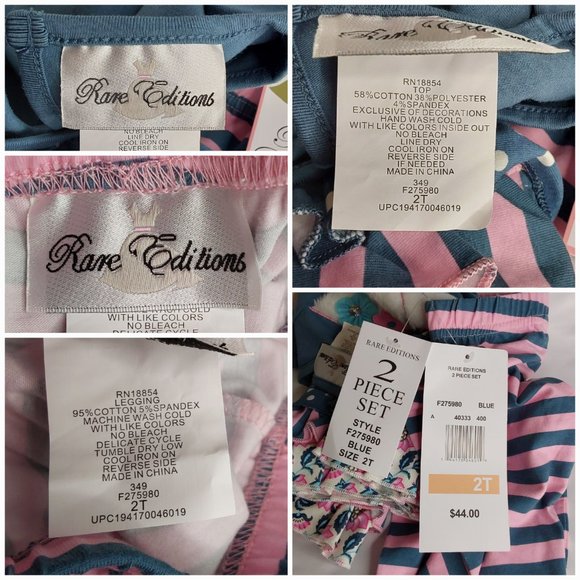 Rare Editions
NO BLEACH
LINE DRY
COOL IRON ON
REVERSE SIDE
Rare Editions
RN18854
TOP
58%COTTON 38%POLYESTER
4%SPANDEX
EXCLUSIVE OF DECORATIONS
HAND WASH COLD
WITH LIKE COLORS INSIDE OUT
NO BLEACH
LINE DRY
COOL IRON ON
REVERSE SIDE
IF NEEDED
MADE IN CHINA
349
F275980
2T
UPC194170046019
Rare Editions
WITH LIKE COLORS
NO BLEACH
DELICATE CYCLE
RN18854
LEGGING
95%COTTON 5%SPANDEX
MACHINE WASH COLD
WITH LIKE COLORS
NO BLEACH
DELICATE CYCLE
TUMBLE DRY LOW
COOL IRON ON
REVERSE SIDE
MADE IN CHINA
349
F275980
2T
UPC194170046019
RARE EDITIONS
2
PIECE
SET
STYLE
F275980
BLUE
SIZE 2T
RARE EDITIONS
2 PIECE SET
F275980 BLUE
A 40333 400
2T
$44.00